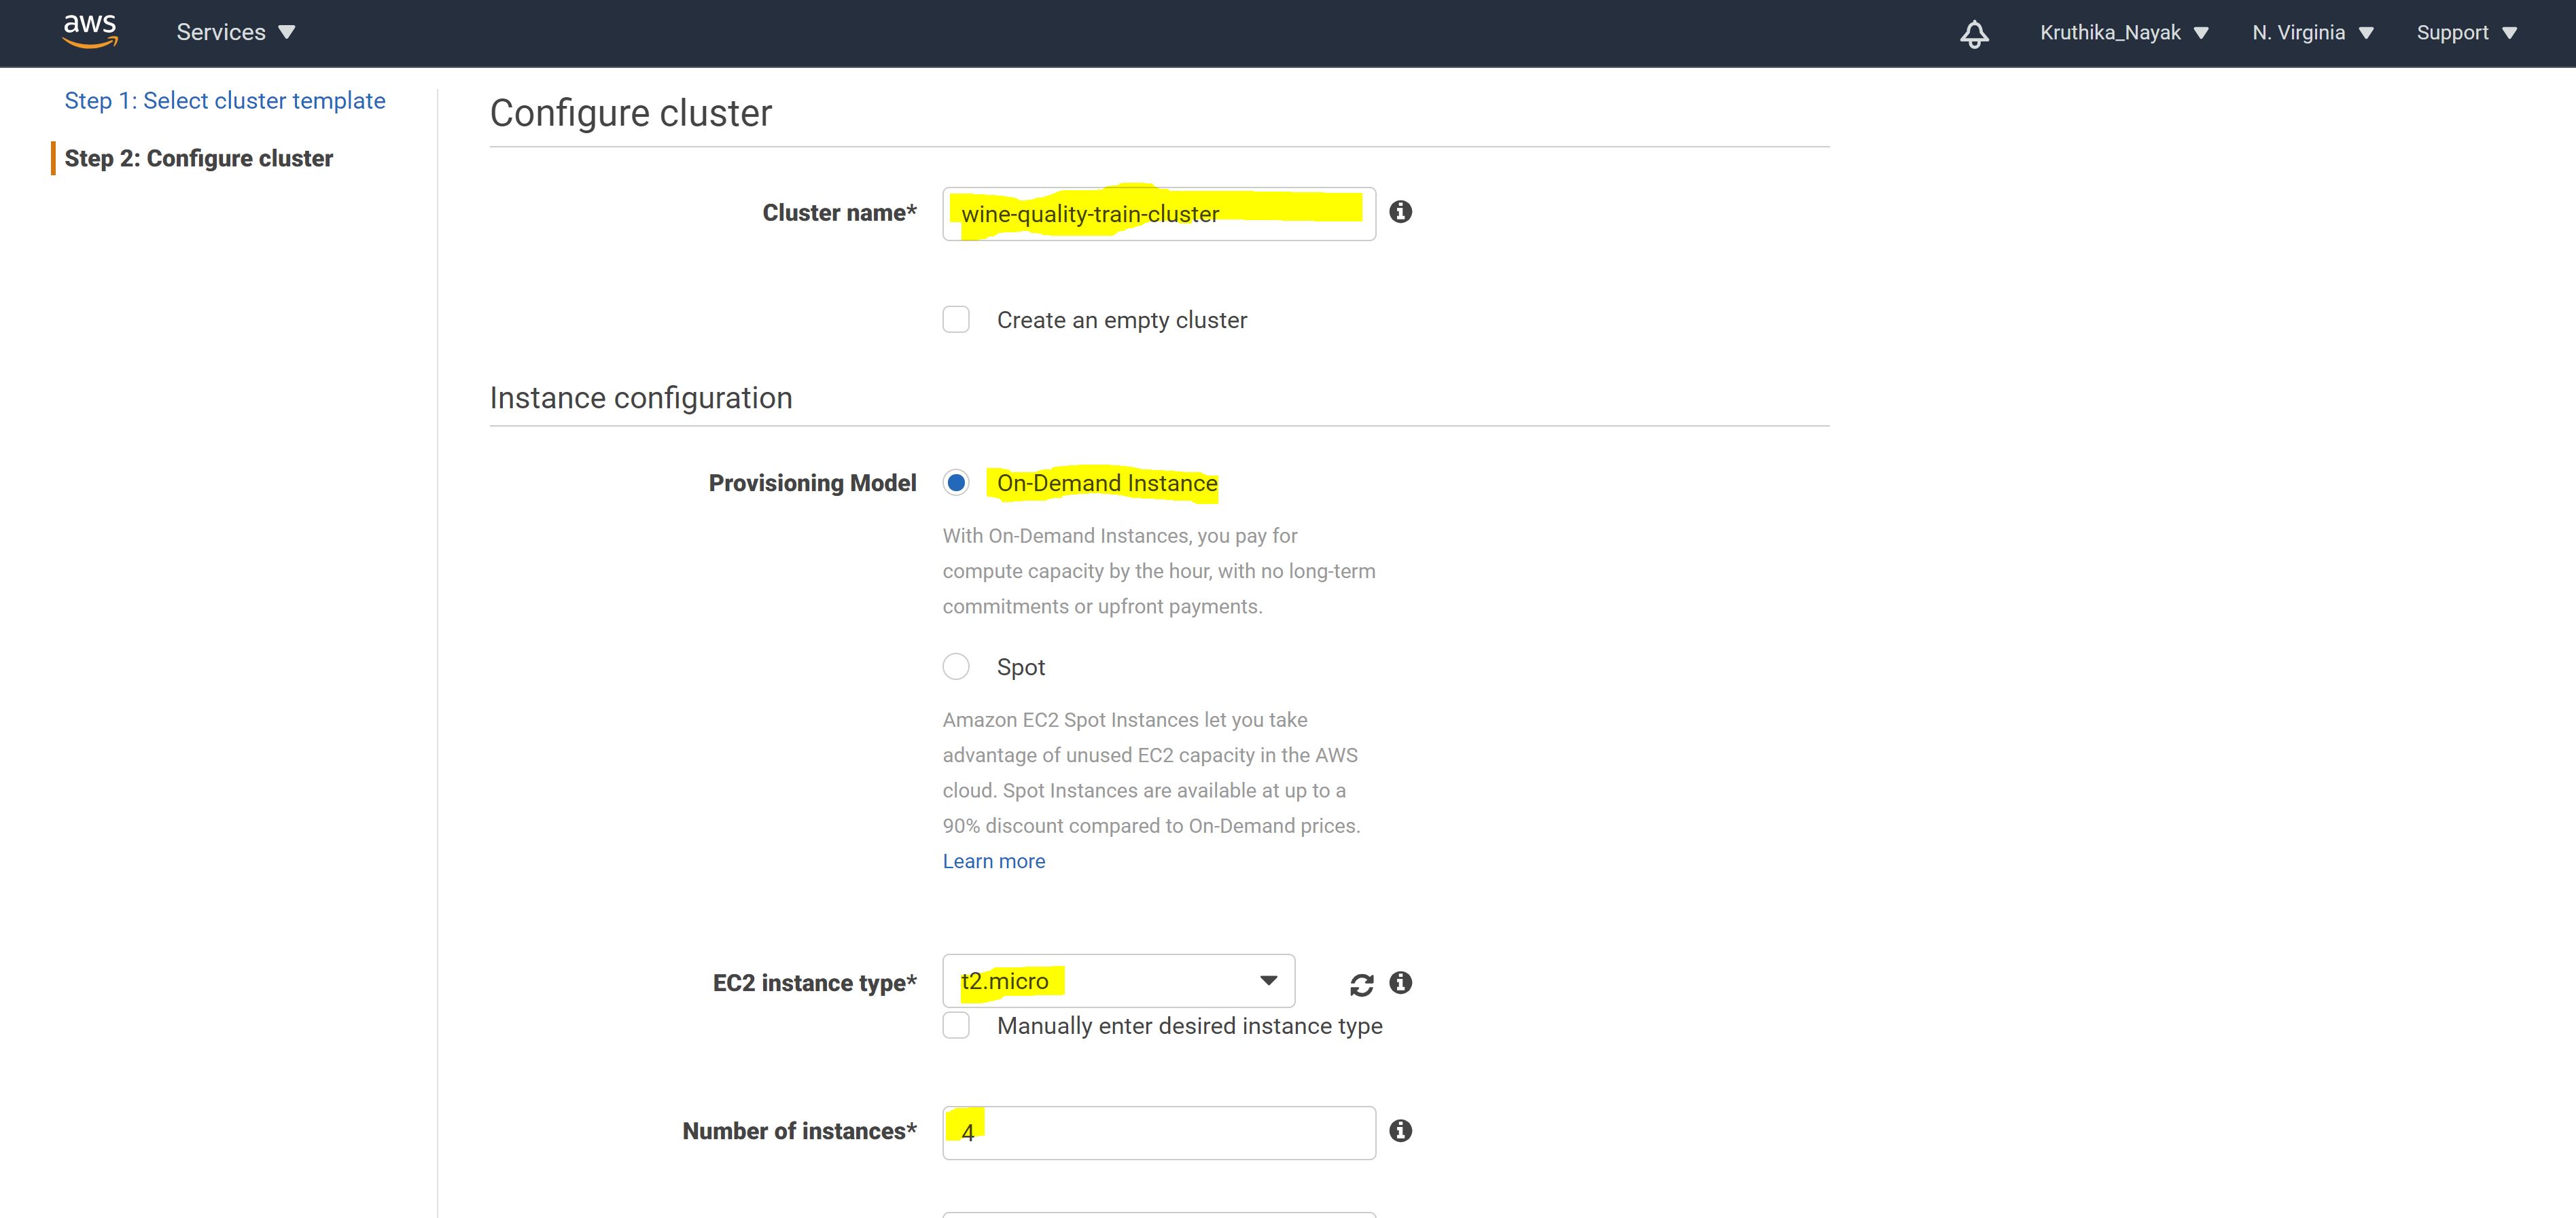 aws
Services
Kruthika_Nayak
N. Virginia
Support
Step 1: Select cluster template
Step 2: Configure cluster
Configure cluster
Cluster name*
wine-quality-train-cluster
Create an empty cluster
Instance configuration
Provisioning Model
On-Demand Instance
With On-Demand Instances, you pay for
compute capacity by the hour, with no long-term
commitments or upfront payments.
Spot
Amazon EC2 Spot Instances let you take
advantage of unused EC2 capacity in the AWS
cloud. Spot Instances are available at up to a
90% discount compared to On-Demand prices.
Learn more
EC2 instance type*
t2.micro
Manually enter desired instance type
Number of instances*
4